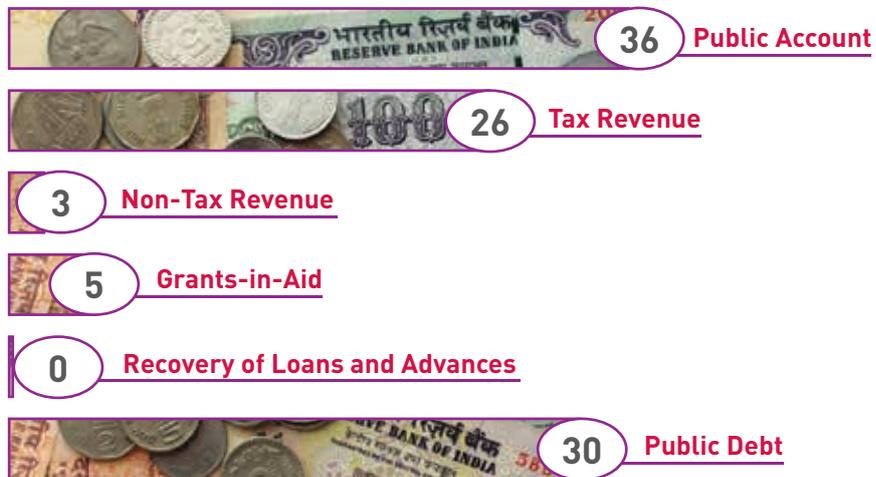 भारतीय रिज़र्व बैंक
RESERVE BANK OF INDIA
20
36
Public Account
100
26
Tax Revenue
3
Non-Tax Revenue
5
Grants-in-Aid
0
Recovery of Loans and Advances
BANK OF INDIA
30
Public Debt